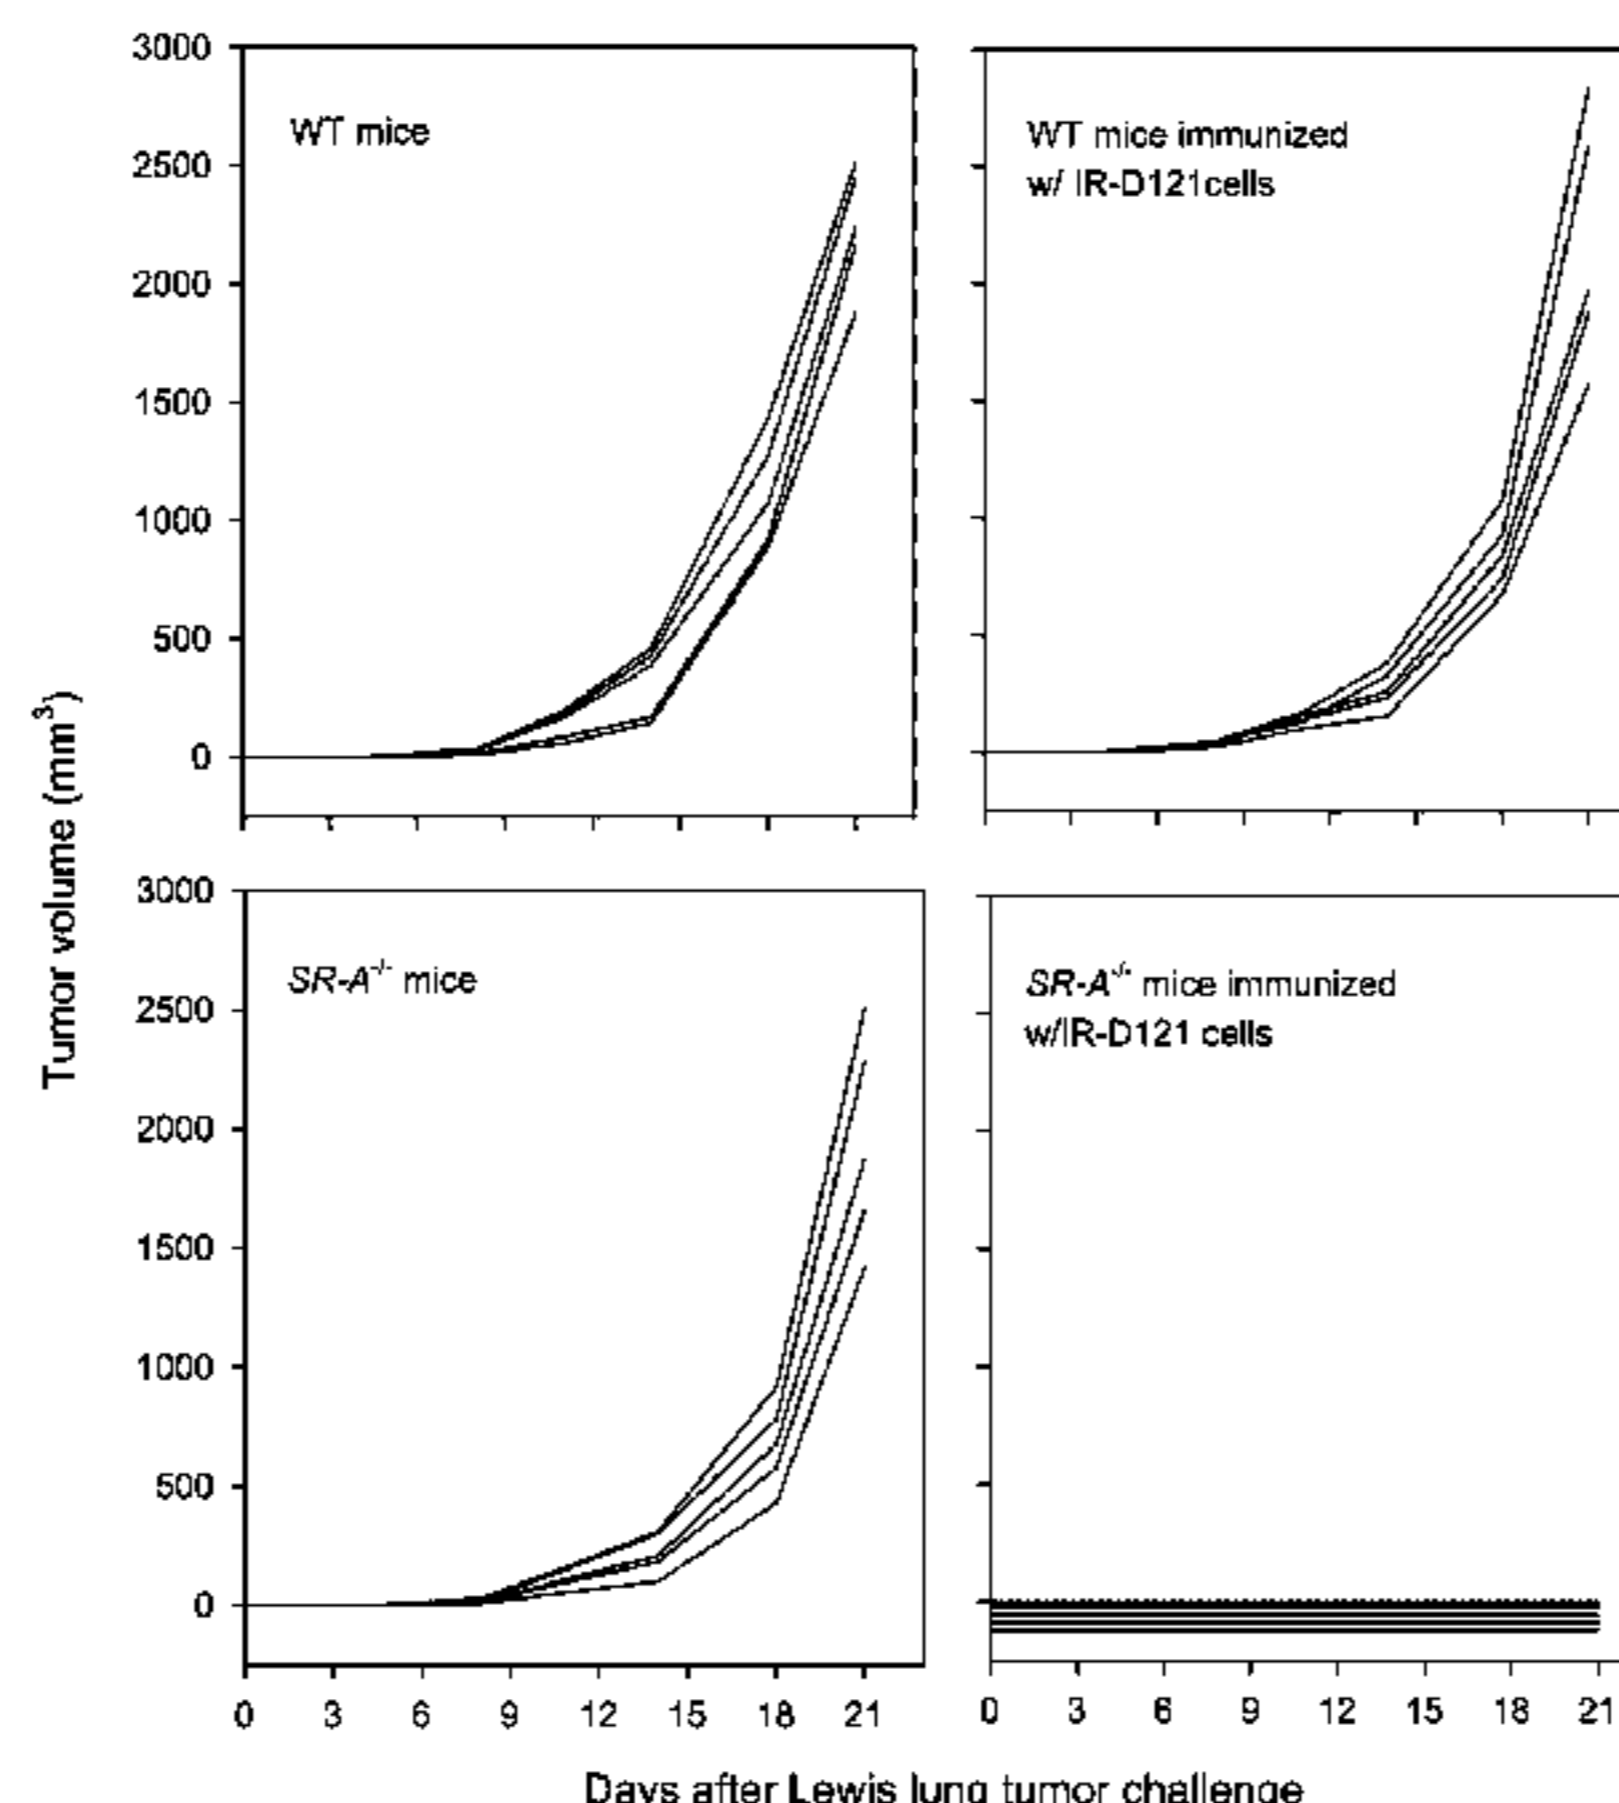 Tumor volume (mm³)
3000
2500
2000
1500
1000
500
0
WT mice
WT mice immunized
w/ IR-D121cells
3000
2500
2000
1500
1000
500
0
SR-A-/- mice
SR-A-/- mice immunized
w/IR-D121 cells
0 3 6 9 12 15 18 21
0 3 6 9 12 15 18 21
Days after Lewis lung tumor challenge